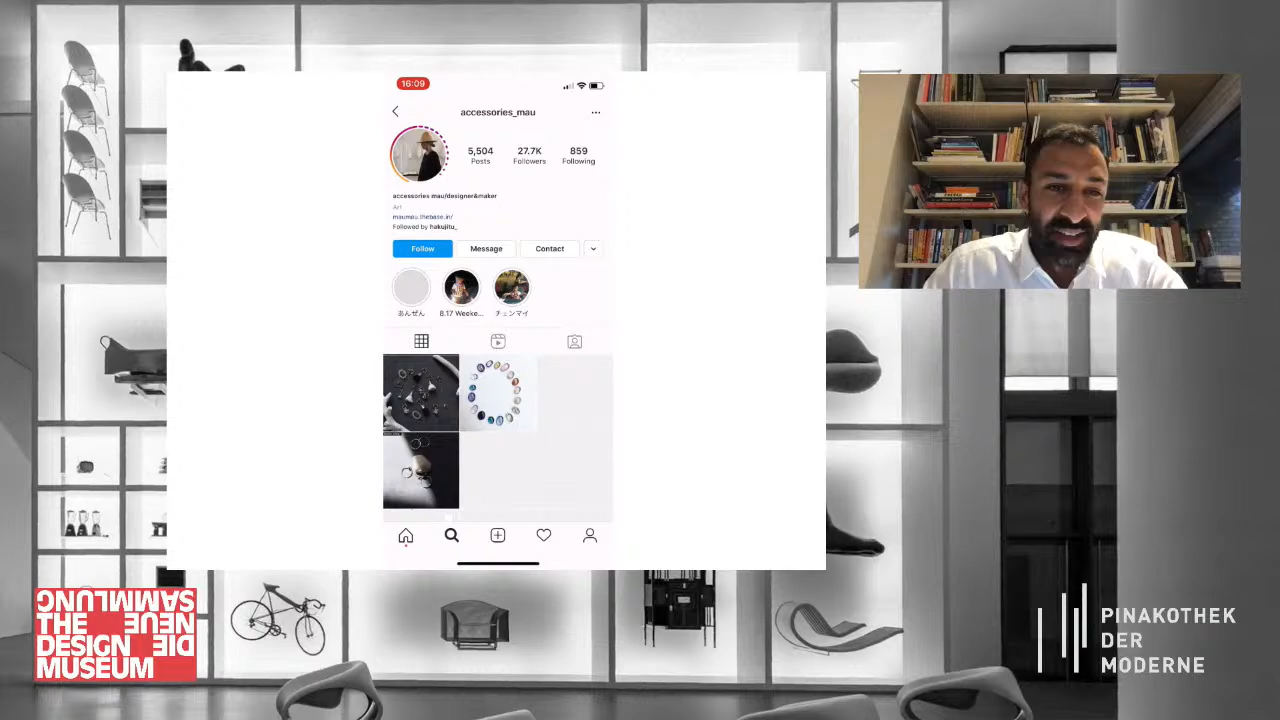 16:09
accessories_mau
5,504
Posts
27.7K
Followers
859
Following
accessories mau/designer&maker
Art
maumau.thebase.in/
Followed by hakujitu_
Follow
Message
Contact
あんぜん
8.17 Weeke...
チェンマイ
DIE NEUE SAMMLUNG
THE
DESIGN
MUSEUM
PINAKOTHEK
DER
MODERNE